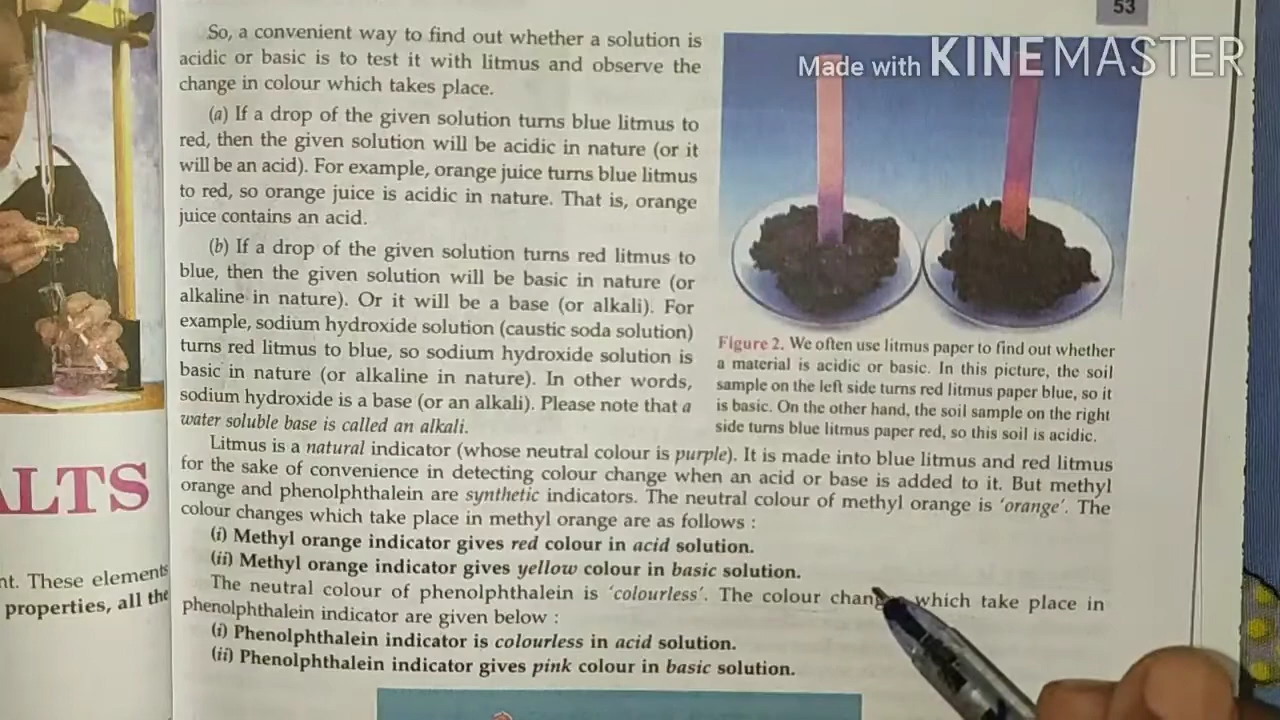 53
Made with KINEMASTER
So, a convenient way to find out whether a solution is
acidic or basic is to test it with litmus and observe the
change in colour which takes place.
(a) If a drop of the given solution turns blue litmus to
red, then the given solution will be acidic in nature (or it
will be an acid). For example, orange juice turns blue litmus
to red, so orange juice is acidic in nature. That is, orange
juice contains an acid.
(b) If a drop of the given solution turns red litmus to
blue, then the given solution will be basic in nature (or
alkaline in nature). Or it will be a base (or alkali). For
example, sodium hydroxide solution (caustic soda solution)
turns red litmus to blue, so sodium hydroxide solution is
basic in nature (or alkaline in nature). In other words,
sodium hydroxide is a base (or an alkali). Please note that a
water soluble base is called an alkali.
Figure 2. We often use litmus paper to find out whether
a material is acidic or basic. In this picture, the soil
sample on the left side turns red litmus paper blue, so it
is basic. On the other hand, the soil sample on the right
side turns blue litmus paper red, so this soil is acidic.
Litmus is a natural indicator (whose neutral colour is purple). It is made into blue litmus and red litmus
for the sake of convenience in detecting colour change when an acid or base is added to it. But methyl
orange and phenolphthalein are synthetic indicators. The neutral colour of methyl orange is 'orange'. The
colour changes which take place in methyl orange are as follows :
(i) Methyl orange indicator gives red colour in acid solution.
(ii) Methyl orange indicator gives yellow colour in basic solution.
The neutral colour of phenolphthalein is 'colourless'. The colour which take place in
phenolphthalein indicator are given below :
(i) Phenolphthalein indicator is colourless in acid solution.
(ii) Phenolphthalein indicator gives pink colour in basic solution.
LTS
nt. These elements
properties, all the